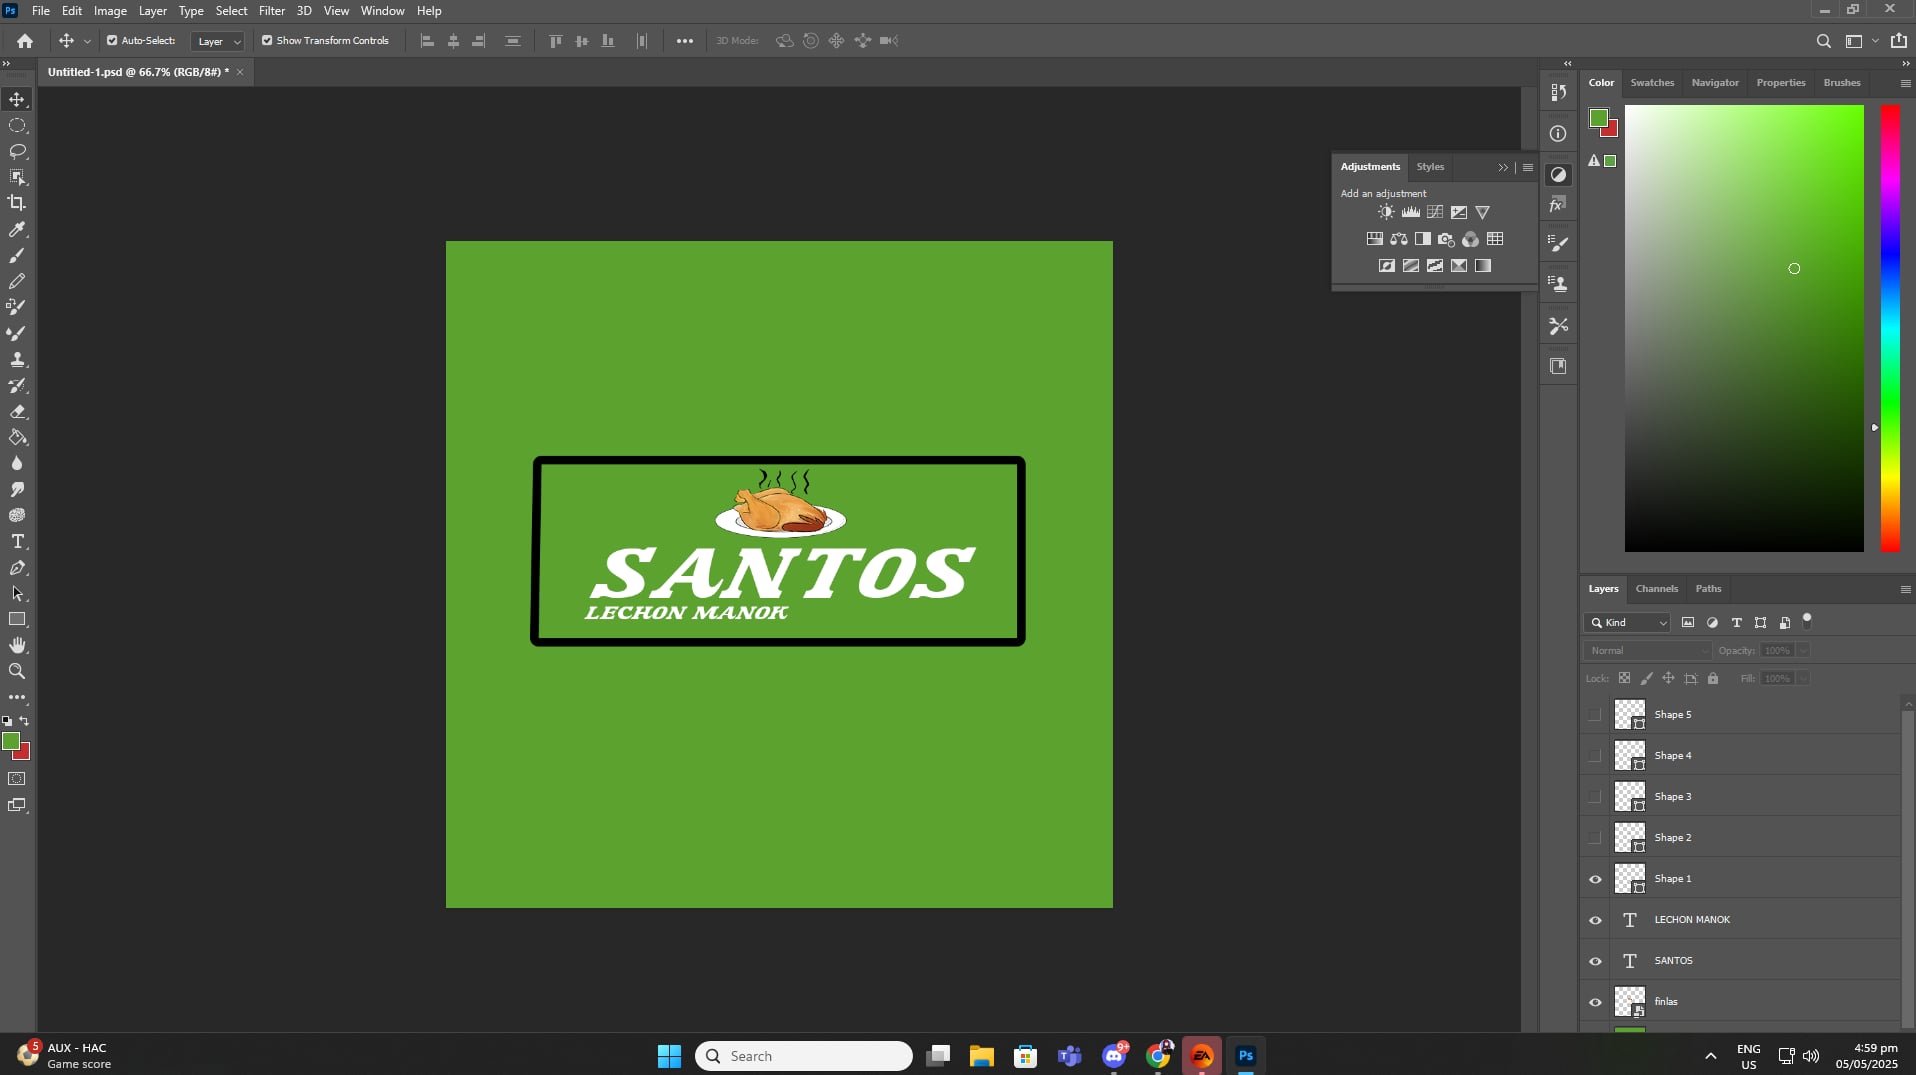 Ps File Edit Image Layer Type Select Filter 3D View Window Help
Auto-Select: Layer Show Transform Controls 3D Mode:
Untitled-1.psd @ 66.7% (RGB/8#) *
Color Swatches Navigator Properties Brushes
Adjustments Styles
Add an adjustment
fx
SANTOS
LECHON MANOK
Layers Channels Paths
Kind
Normal Opacity: 100%
Lock: Fill: 100%
Shape 5
Shape 4
Shape 3
Shape 2
Shape 1
LECHON MANOK
SANTOS
finlas
5
AUX - HAC
Game score
Search
9+
EA
Ps
ENG
US
4:59 pm
05/05/2025